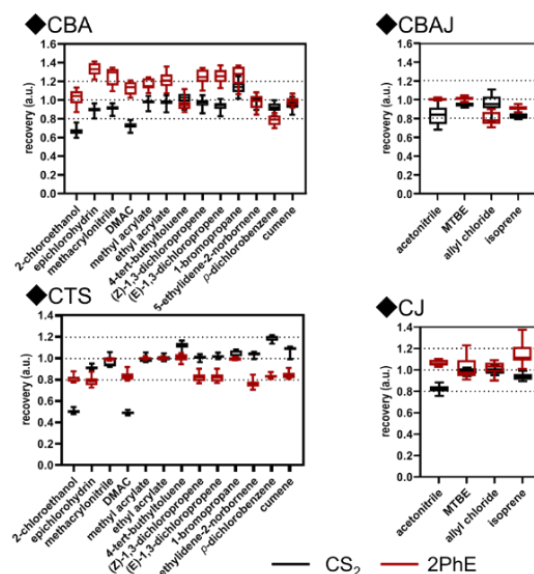 ◆CBA
recovery (a.u.)
1.6
1.4
1.2
1.0
0.8
0.6
0.4
0.2
0.0
2-chloroethanol
epichlorohydrin
methacrylonitrile
DMAC
methyl acrylate
ethyl acrylate
4-tert-buthyltoluene
(Z)-1,3-dichloropropene
(E)-1,3-dichloropropene
1-bromopropane
5-ethylidene-2-norbornene
p-dichlorobenzene
cumene
◆CBAJ
recovery (a.u.)
1.6
1.4
1.2
1.0
0.8
0.6
0.4
0.2
0.0
acetonitrile
MTBE
allyl chloride
isoprene
◆CTS
recovery (a.u.)
1.4
1.2
1.0
0.8
0.6
0.4
0.2
0.0
2-chloroethanol
epichlorohydrin
methacrylonitrile
DMAC
methyl acrylate
ethyl acrylate
4-tert-buthyltoluene
(Z)-1,3-dichloropropene
(E)-1,3-dichloropropene
1-bromopropane
ethylidene-2-norbornene
p-dichlorobenzene
cumene
◆CJ
recovery (a.u.)
1.4
1.2
1.0
0.8
0.6
0.4
0.2
0.0
acetonitrile
MTBE
allyl chloride
isoprene
CS₂
2PhE